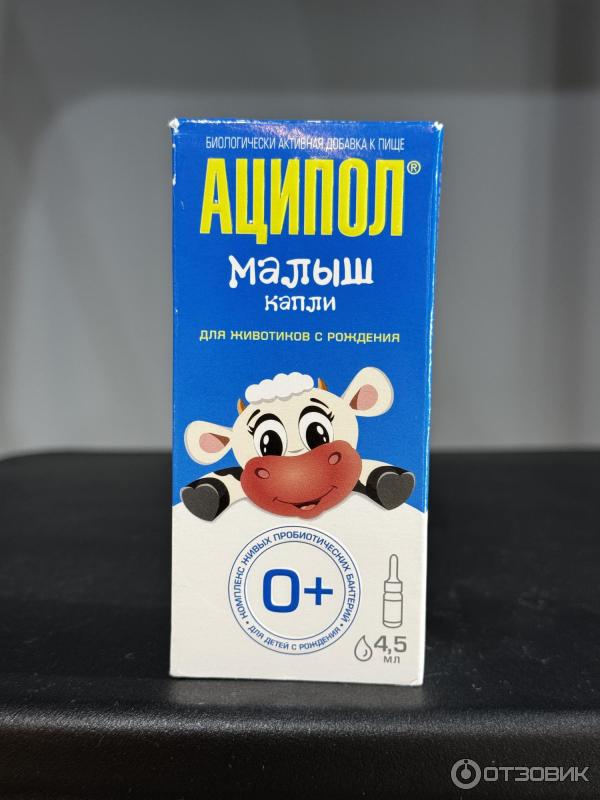 БИОЛОГИЧЕСКИ АКТИВНАЯ ДОБАВКА К ПИЩЕ
АЦИПОЛ®
малыш
капли
ДЛЯ ЖИВОТИКОВ С РОЖДЕНИЯ
КОМПЛЕКС ЖИВЫХ ПРОБИОТИЧЕСКИХ БАКТЕРИЙ
0+
ДЛЯ ДЕТЕЙ С РОЖДЕНИЯ
4,5
МЛ
ОТЗОВИК